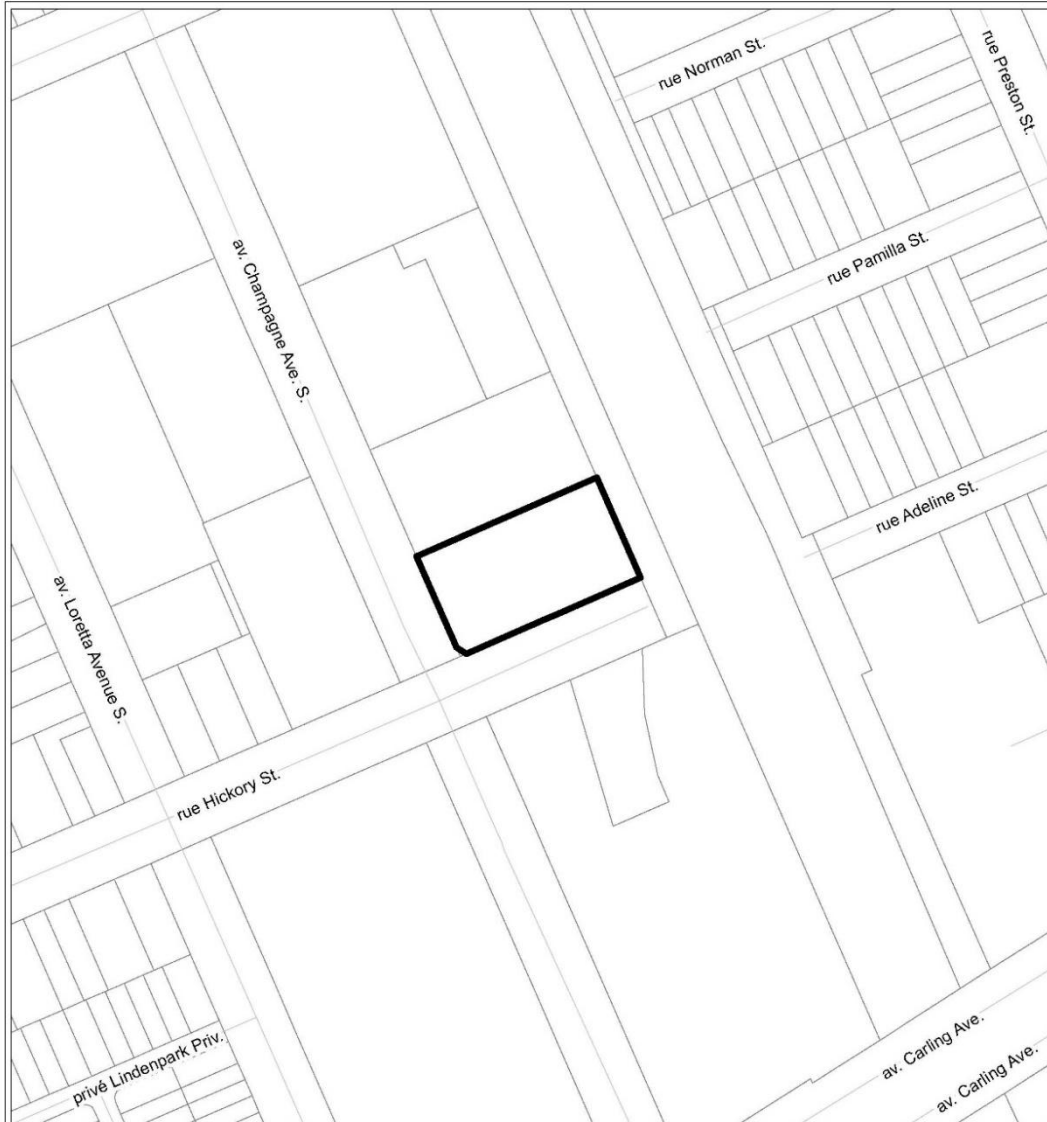 rue Norman St.
rue Preston St.
av. Champagne Ave. S.
rue Pamilla St.
rue Adeline St.
av. Loretta Avenue S.
rue Hickory St.
privé Lindenpark Priv.
av. Carling Ave.
av. Carling Ave.